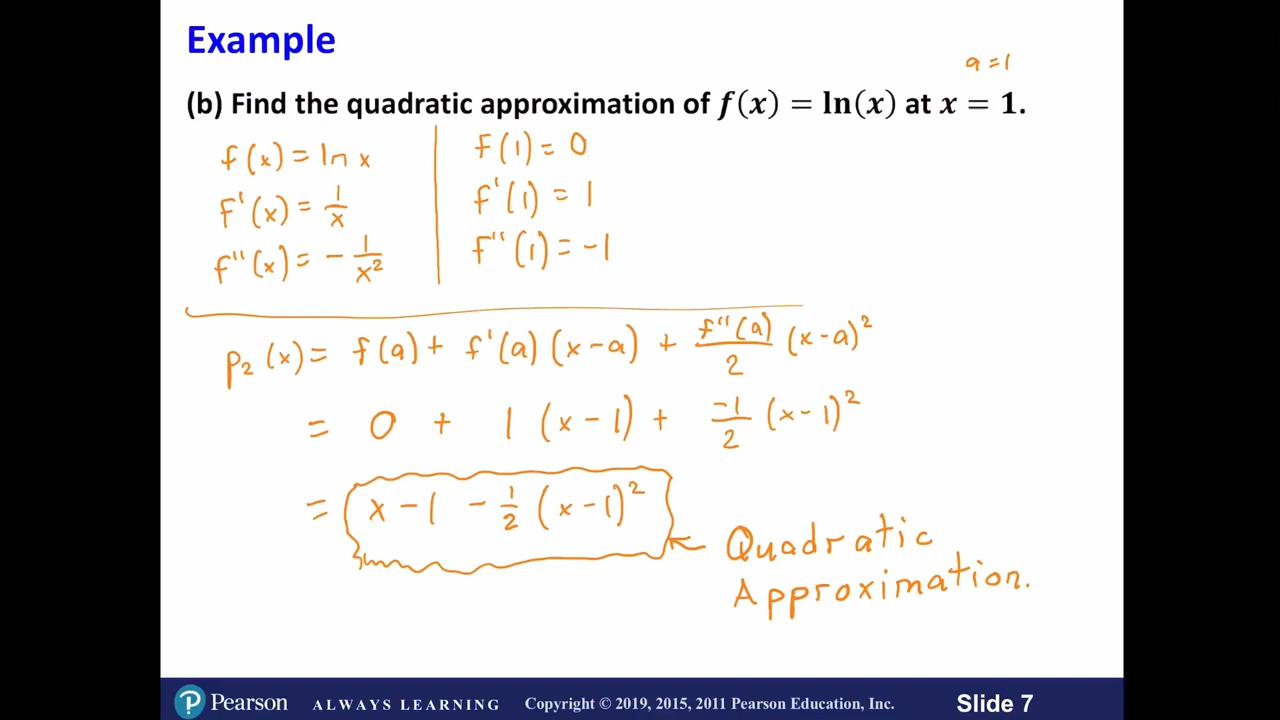 Example
a = 1
(b) Find the quadratic approximation of f(x) = ln(x) at x = 1.
f(x) = ln x
f'(x) = 1/x
f''(x) = - 1/x²
f(1) = 0
f'(1) = 1
f''(1) = -1
p₂(x) = f(a) + f'(a) (x-a) + f''(a)/2 (x-a)²
= 0 + 1 (x-1) + -1/2 (x-1)²
= x - 1 - 1/2 (x-1)²
Quadratic
Approximation.
Pearson ALWAYS LEARNING Copyright © 2019, 2015, 2011 Pearson Education, Inc. Slide 7